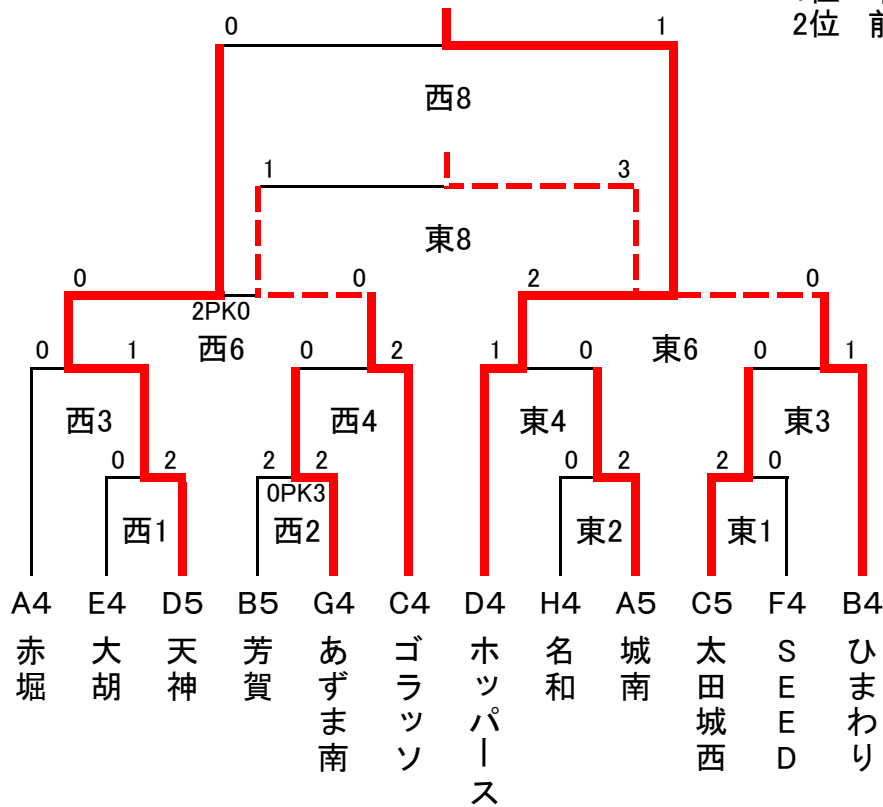 0 1
2位 前
西8
1 3
東8
0 0 2 0
2PK0
西6 東6
0 1 0 2 1 0 0 1
西3 西4 東4 東3
0 2 2 2 0 2 2 0
0PK3
西1 西2 東2 東1
A4 E4 D5 B5 G4 C4 D4 H4 A5 C5 F4 B4
赤堀
大胡
天神
芳賀
あずま南
ゴラッソ
ホッパース
名和
城南
太田城西
SEED
ひまわり